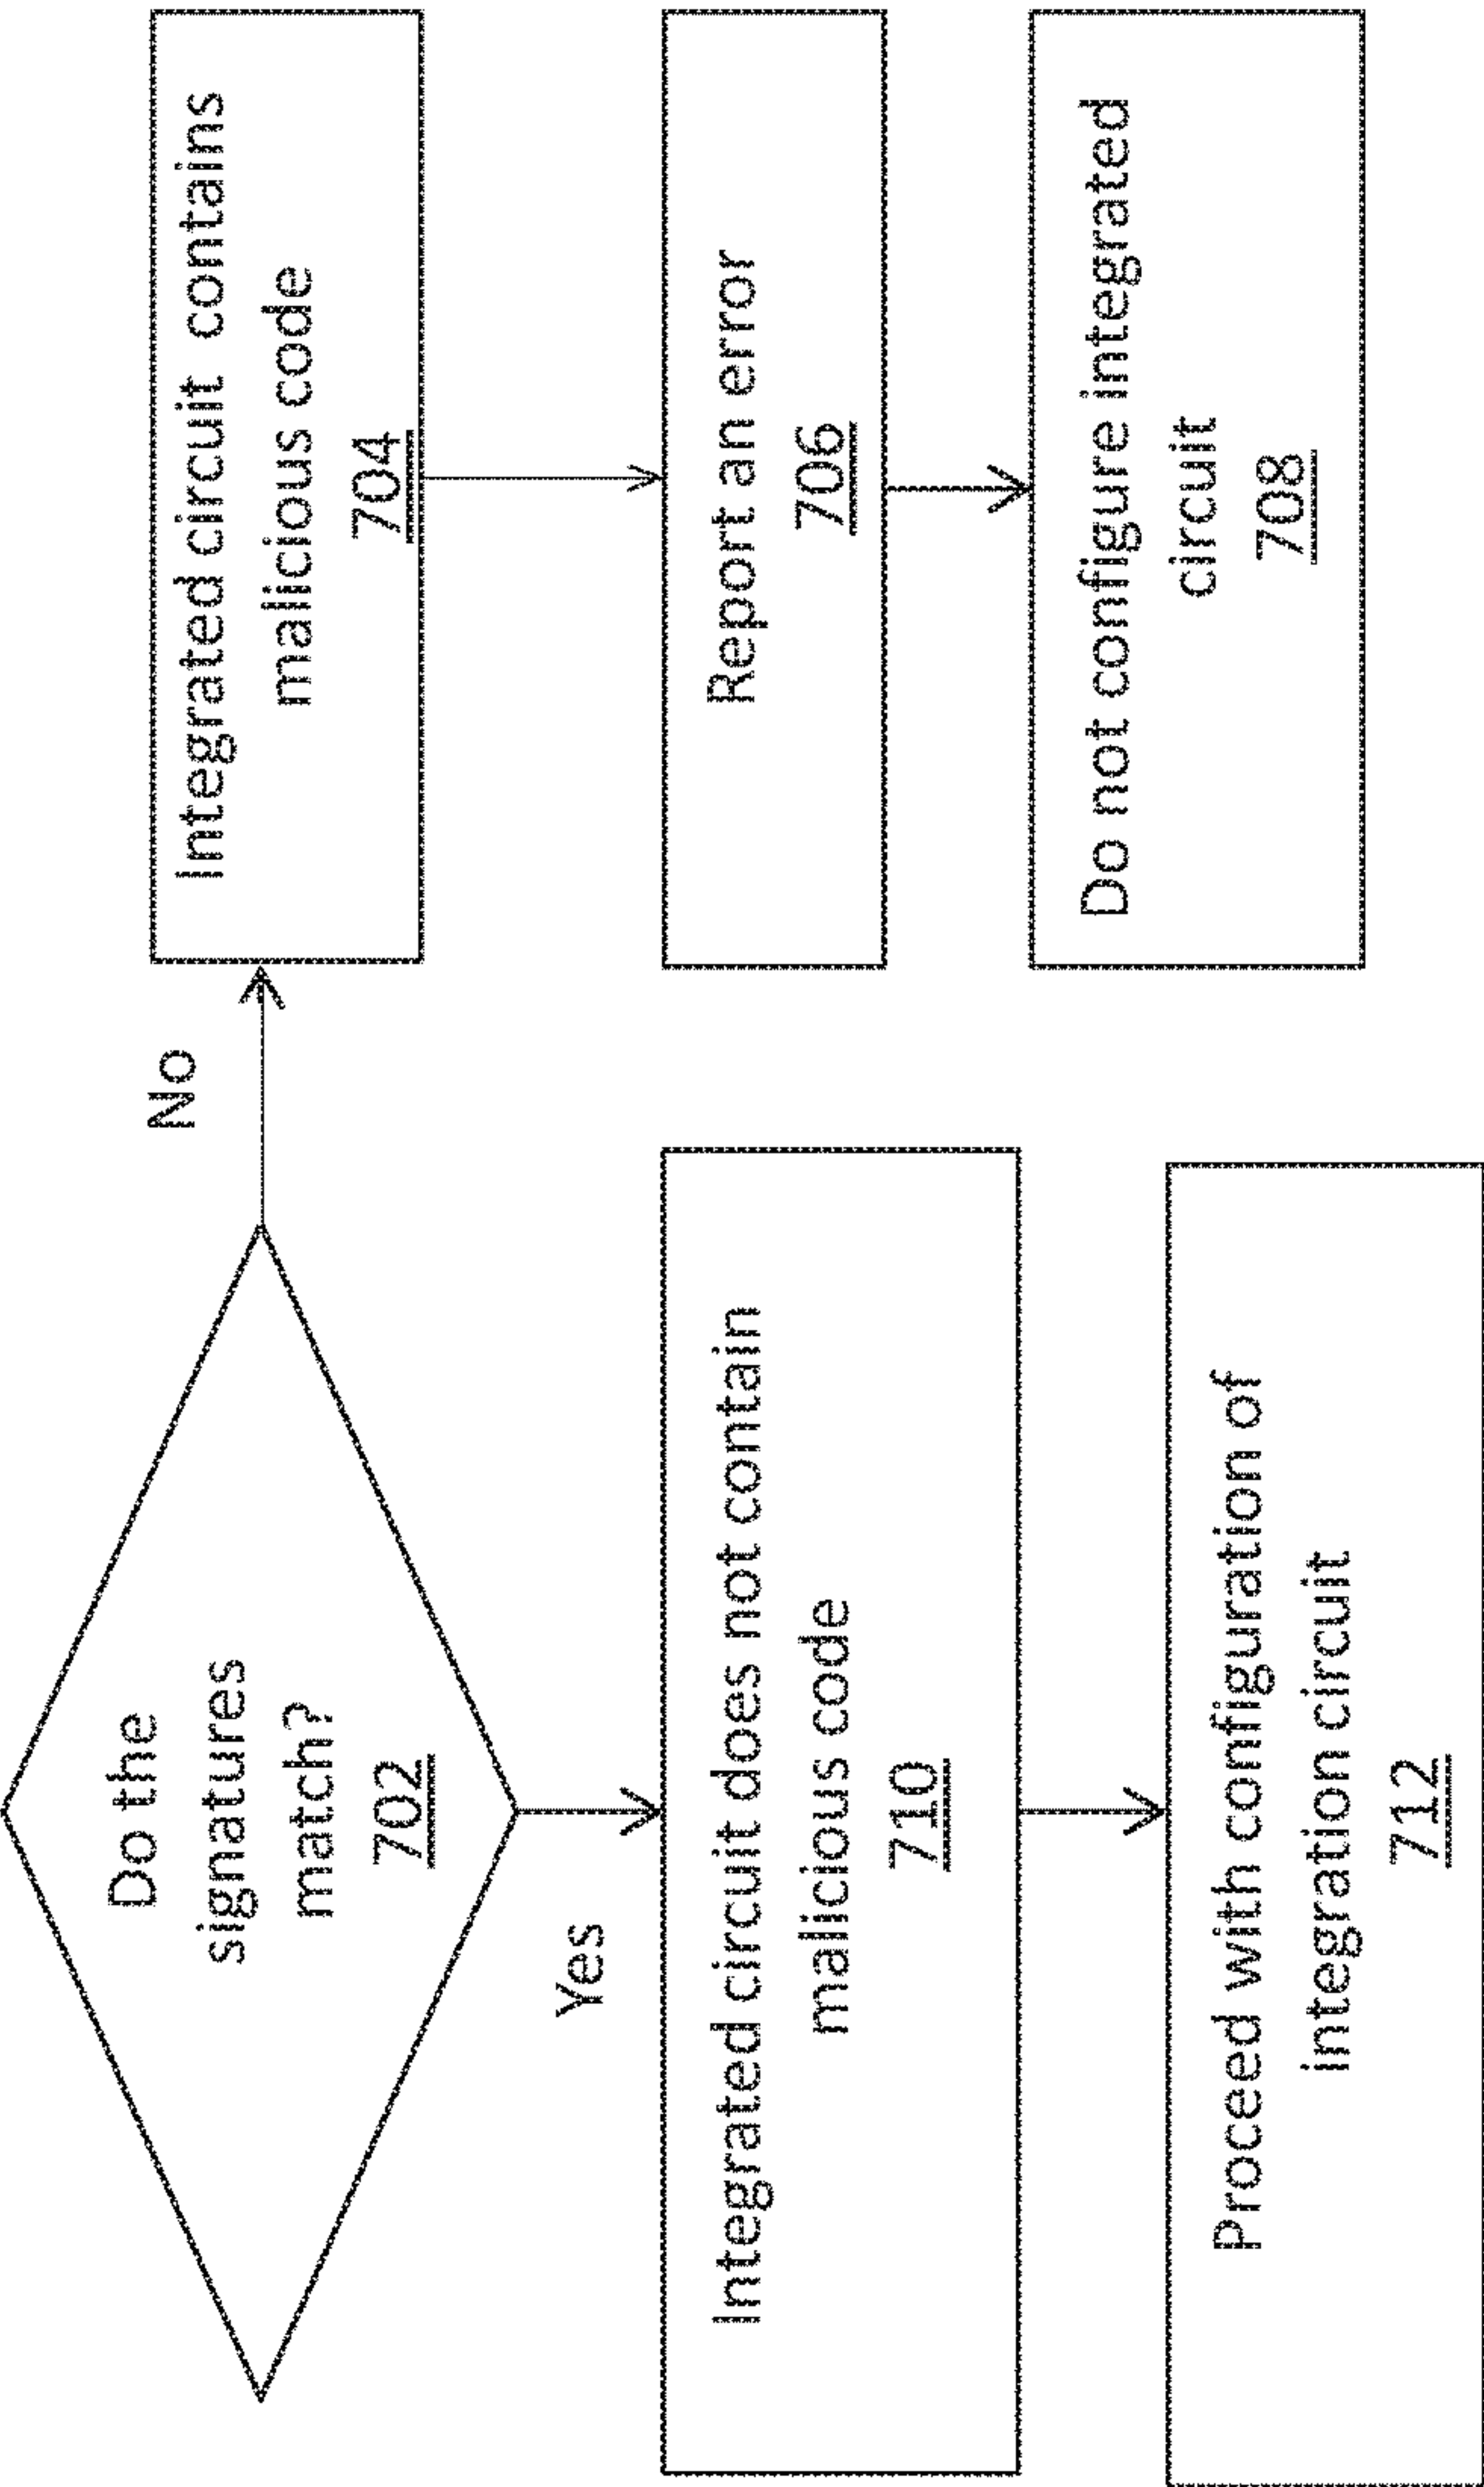 Do the
signatures
match?
702
No
Integrated circuit contains
malicious code
704
Yes
Report an error
706
Integrated circuit does not contain
malicious code
710
Do not configure integrated
circuit
708
Proceed with configuration of
integration circuit
712